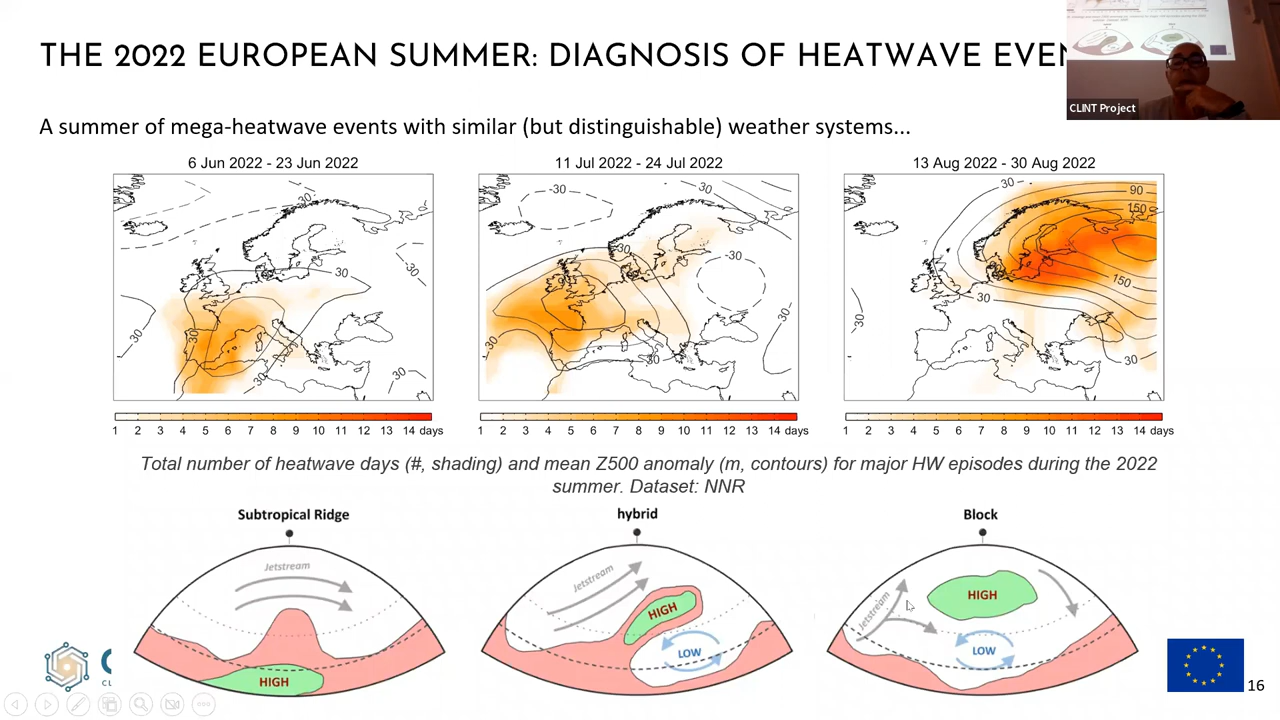 THE 2022 EUROPEAN SUMMER: DIAGNOSIS OF HEATWAVE EVEN
CLINT Project
A summer of mega-heatwave events with similar (but distinguishable) weather systems...
6 Jun 2022 - 23 Jun 2022
11 Jul 2022 - 24 Jul 2022
13 Aug 2022 - 30 Aug 2022
30 30 30 30 -30 30 30
-30 30 30 -30 30 30 30
30 90 150 150 30 30 30
1 2 3 4 5 6 7 8 9 10 11 12 13 14 days
1 2 3 4 5 6 7 8 9 10 11 12 13 14 days
1 2 3 4 5 6 7 8 9 10 11 12 13 14 days
Total number of heatwave days (#, shading) and mean Z500 anomaly (m, contours) for major HW episodes during the 2022
summer. Dataset: NNR
Subtropical Ridge
Jetstream
HIGH
hybrid
Jetstream
HIGH
LOW
Block
Jetstream
HIGH
LOW
16